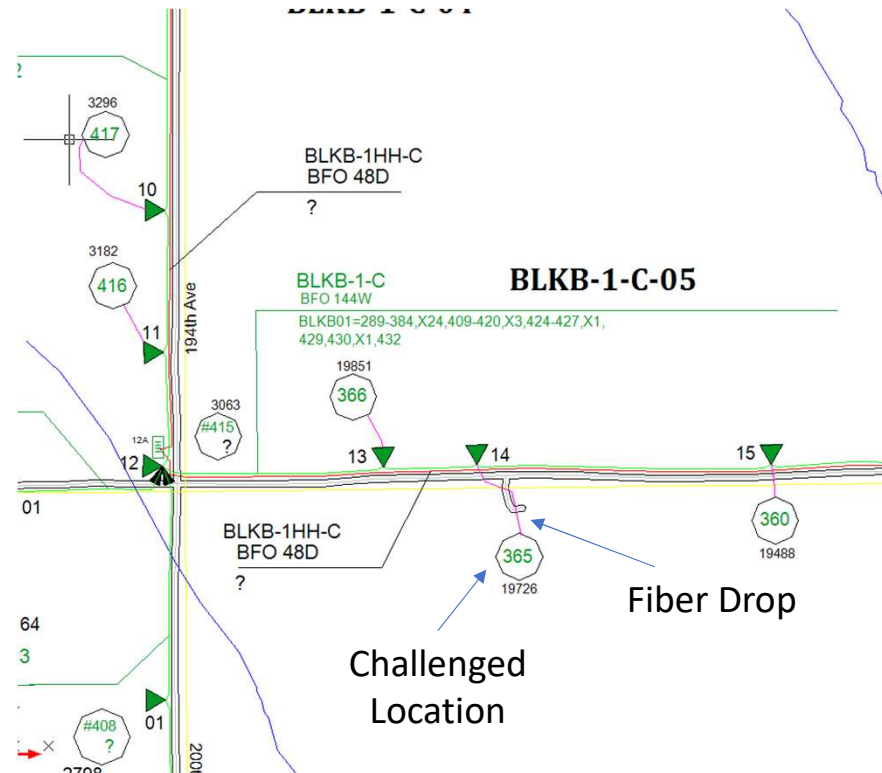 BLKB-1-C-04
2
3296
417
10
BLKB-1HH-C
BFO 48D
?
3182
416
11
194th Ave
BLKB-1-C
BFO 144W
BLKB01=289-384,X24,409-420,X3,424-427,X1,
429,430,X1,432
BLKB-1-C-05
19851
366
3063
#415
?
12A
12
13
14
15
01
BLKB-1HH-C
BFO 48D
?
365
19726
360
19488
Fiber Drop
Challenged
Location
64
3
01
#408
?
2798